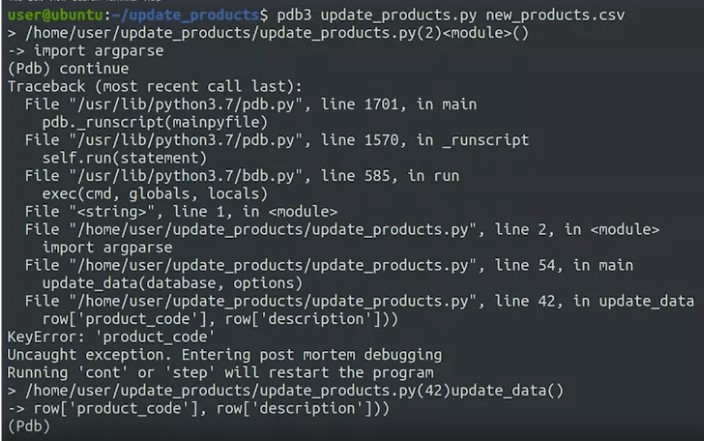 user@ubuntu:~/update_products$ pdb3 update_products.py new_products.csv
> /home/user/update_products/update_products.py(2)<module>()
-> import argparse
(Pdb) continue
Traceback (most recent call last):
  File "/usr/lib/python3.7/pdb.py", line 1701, in main
    pdb._runscript(mainpyfile)
  File "/usr/lib/python3.7/pdb.py", line 1570, in _runscript
    self.run(statement)
  File "/usr/lib/python3.7/bdb.py", line 585, in run
    exec(cmd, globals, locals)
  File "<string>", line 1, in <module>
  File "/home/user/update_products/update_products.py", line 2, in <module>
    import argparse
  File "/home/user/update_products/update_products.py", line 54, in main
    update_data(database, options)
  File "/home/user/update_products/update_products.py", line 42, in update_data
    row['product_code'], row['description']))
KeyError: 'product_code'
Uncaught exception. Entering post mortem debugging
Running 'cont' or 'step' will restart the program
> /home/user/update_products/update_products.py(42)update_data()
-> row['product_code'], row['description']))
(Pdb)